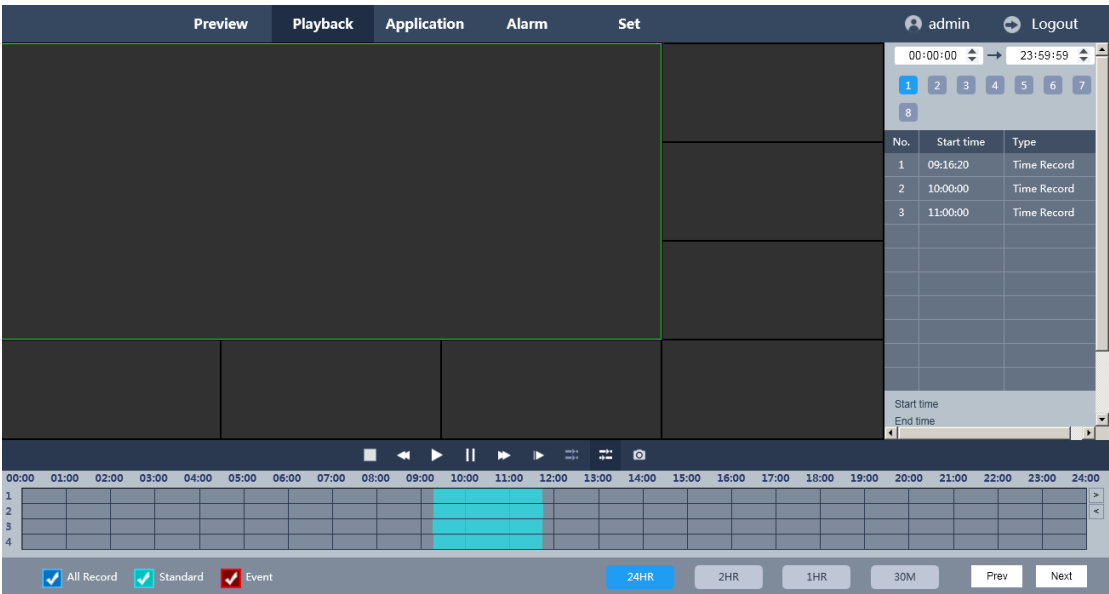 Preview Playback Application Alarm Set admin Logout
00:00:00 → 23:59:59
1 2 3 4 5 6 7
8
No. Start time Type
1 09:16:20 Time Record
2 10:00:00 Time Record
3 11:00:00 Time Record
Start time
End time
00:00 01:00 02:00 03:00 04:00 05:00 06:00 07:00 08:00 09:00 10:00 11:00 12:00 13:00 14:00 15:00 16:00 17:00 18:00 19:00 20:00 21:00 22:00 23:00 24:00
1 >
2 <
3
4
All Record Standard Event 24HR 2HR 1HR 30M Prev Next